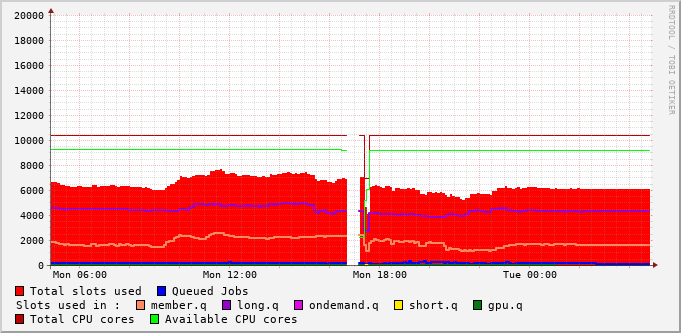 RRDTOOL / TOBI OETIKER
20000
18000
16000
14000
12000
10000
8000
6000
4000
2000
0
Mon 06:00 Mon 12:00 Mon 18:00 Tue 00:00
Total slots used Queued Jobs
Slots used in : member.q long.q ondemand.q short.q gpu.q
Total CPU cores Available CPU cores